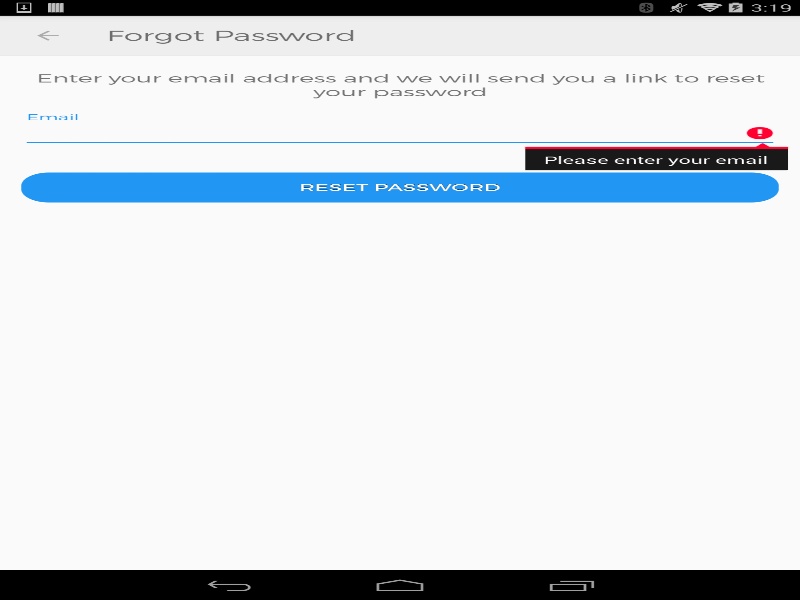 3:19
Forgot Password
Enter your email address and we will send you a link to reset
your password
Email
Please enter your email
RESET PASSWORD